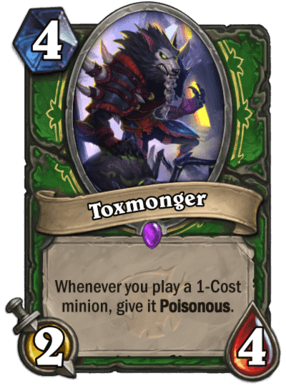 4
Toxmonger
Whenever you play a 1-Cost
minion, give it Poisonous.
2
4